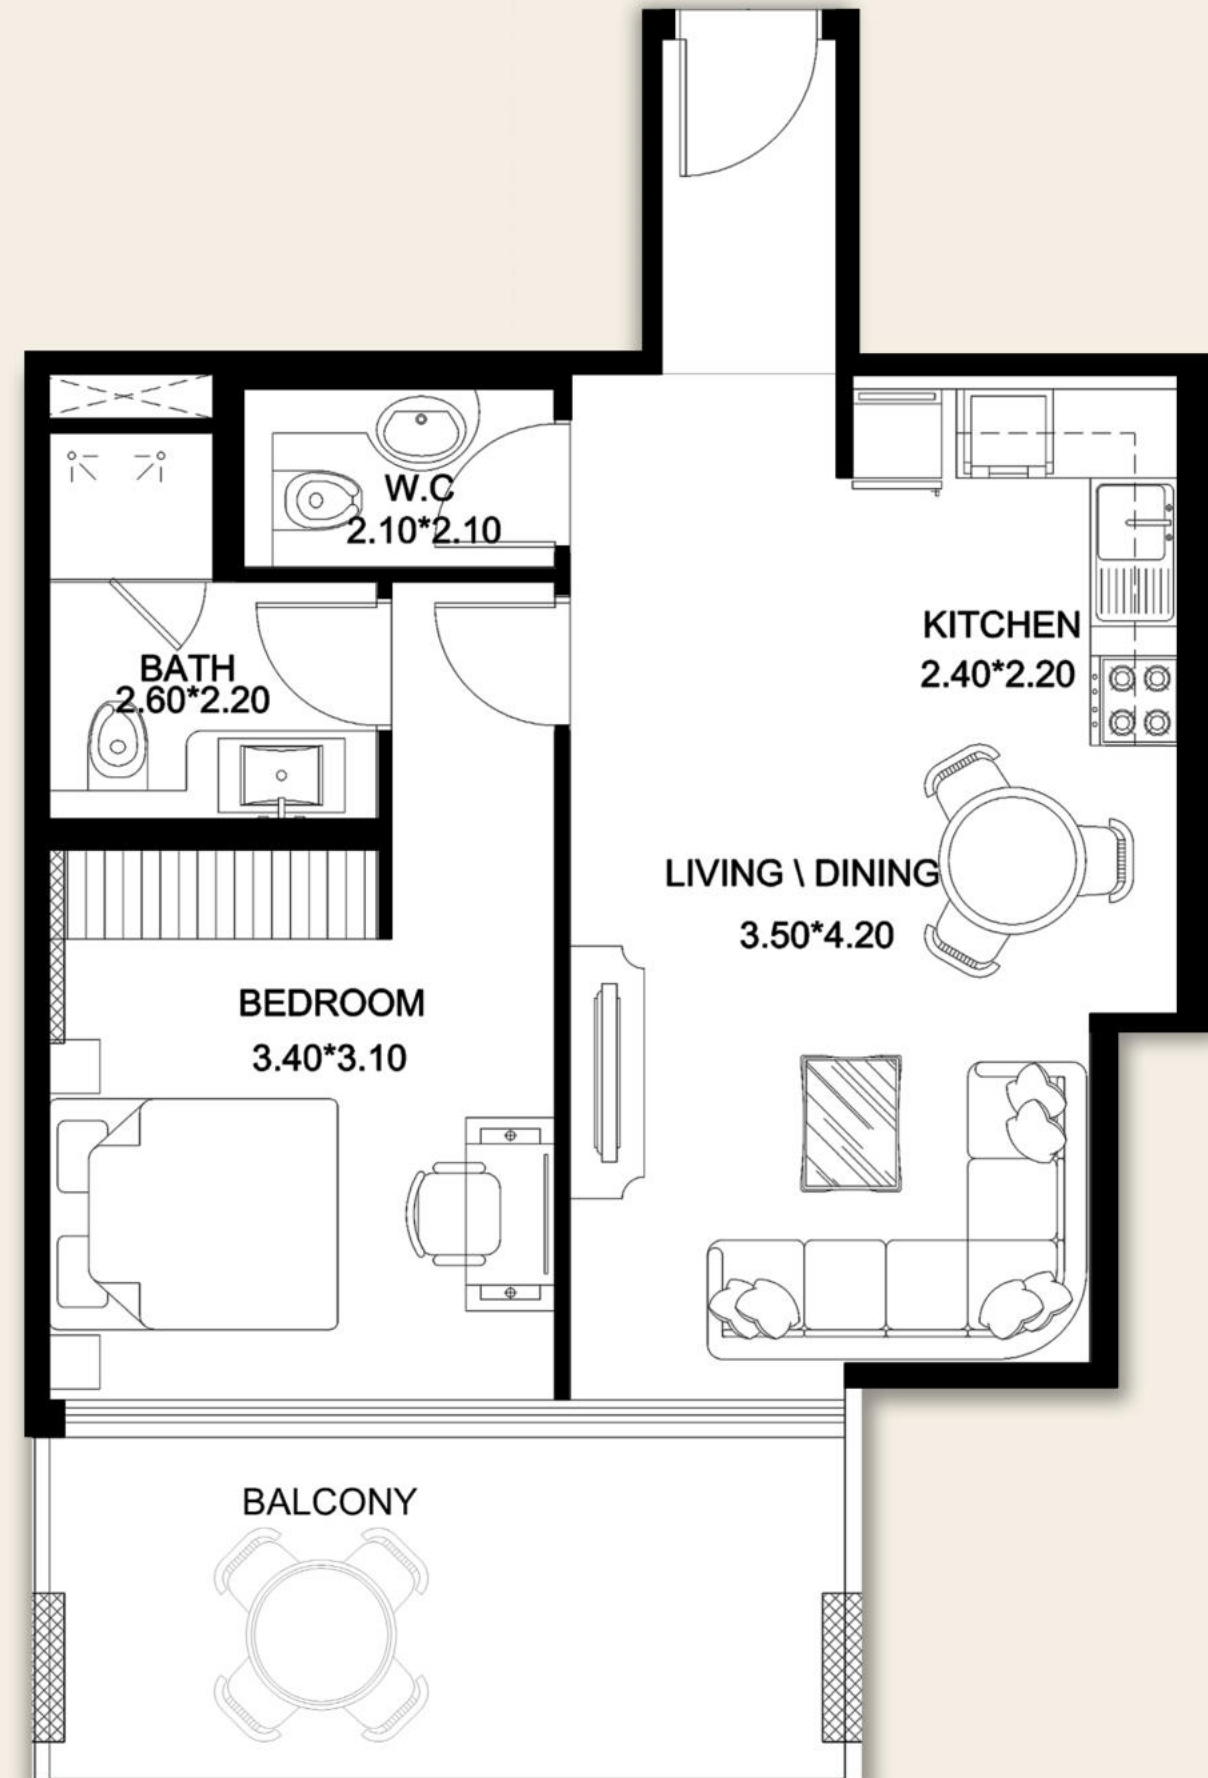 W.C
2.10*2.10
KITCHEN
2.40*2.20
BATH
2.60*2.20
LIVING \ DINING
3.50*4.20
BEDROOM
3.40*3.10
BALCONY